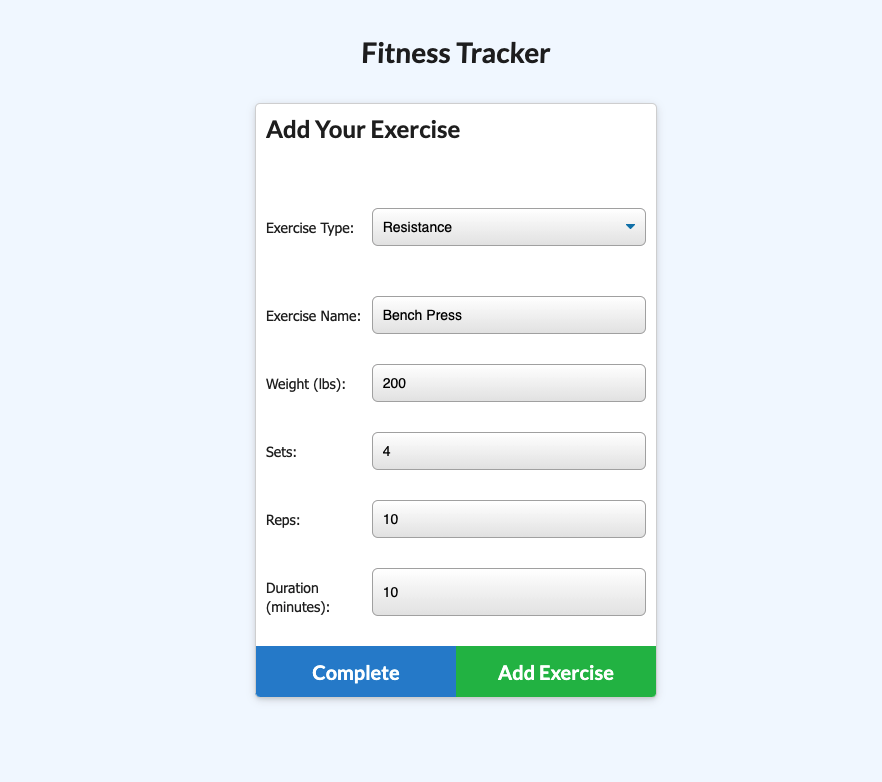 Fitness Tracker
Add Your Exercise
Exercise Type: Resistance
Exercise Name: Bench Press
Weight (lbs): 200
Sets: 4
Reps: 10
Duration
(minutes): 10
Complete Add Exercise